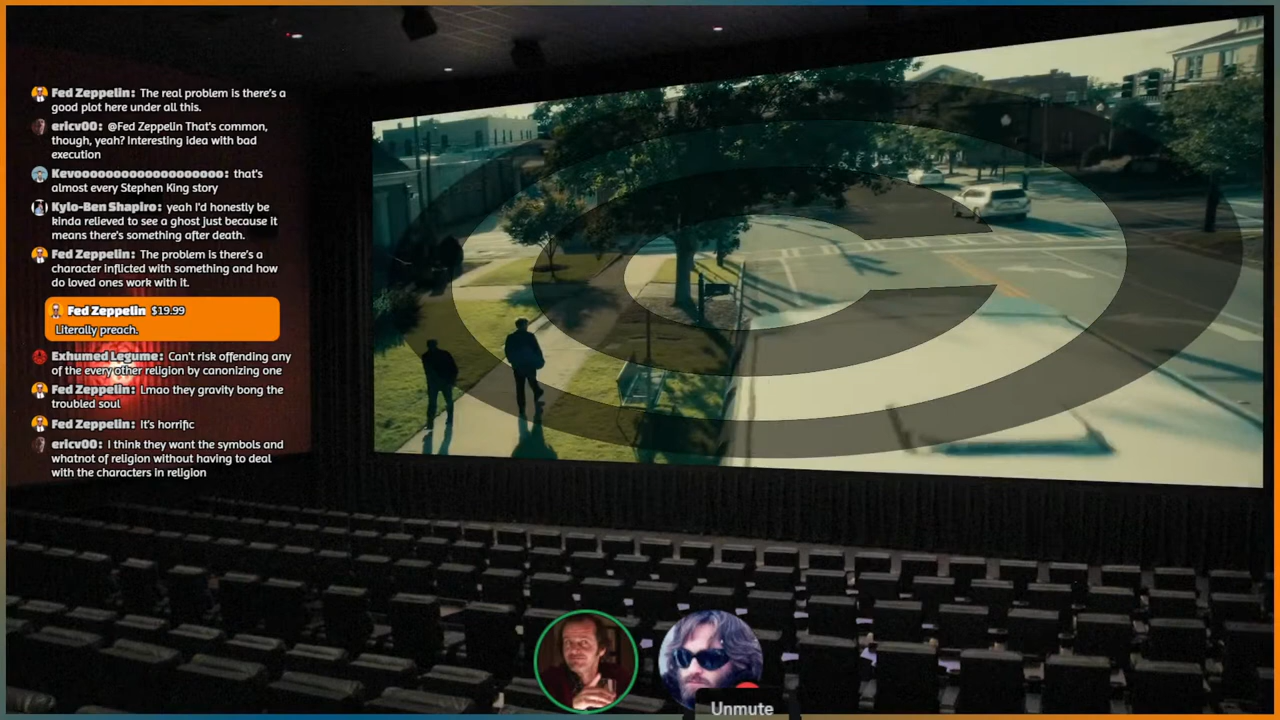 Fed Zeppelin: The real problem is there's a
good plot here under all this.
ericv00: @Fed Zeppelin That's common,
though, yeah? Interesting idea with bad
execution
Kevoooooooooooooooooooo: that's
almost every Stephen King story
Kylo-Ben Shapiro: yeah I'd honestly be
kinda relieved to see a ghost just because it
means there's something after death.
Fed Zeppelin: The problem is there's a
character inflicted with something and how
do loved ones work with it.
Fed Zeppelin $19.99
Literally preach.
Exhumed Legume: Can't risk offending any
of the every other religion by canonizing one
Fed Zeppelin: Lmao they gravity bong the
troubled soul
Fed Zeppelin: It's horrific
ericv00: I think they want the symbols and
whatnot of religion without having to deal
with the characters in religion
Unmute